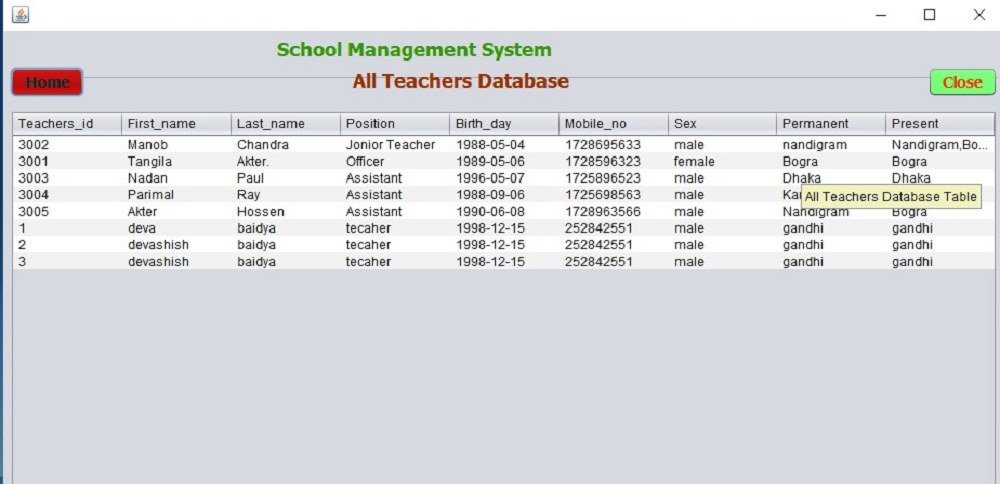 School Management System
Home All Teachers Database Close
Teachers_id First_name Last_name Position Birth_day Mobile_no Sex Permanent Present
3002 Manob Chandra Jonior Teacher 1988-05-04 1728695633 male nandigram Nandigram,Bo...
3001 Tangila Akter. Officer 1989-05-06 1728596323 female Bogra Bogra
3003 Nadan Paul Assistant 1996-05-07 1725896523 male Dhaka Dhaka
3004 Parimal Ray Assistant 1988-09-06 1725698563 male
All Teachers Database Table
3005 Akter Hossen Assistant 1990-06-08 1728963566 male Nandigram Bogra
1 deva baidya tecaher 1998-12-15 252842551 male gandhi gandhi
2 devashish baidya tecaher 1998-12-15 252842551 male gandhi gandhi
3 devashish baidya tecaher 1998-12-15 252842551 male gandhi gandhi